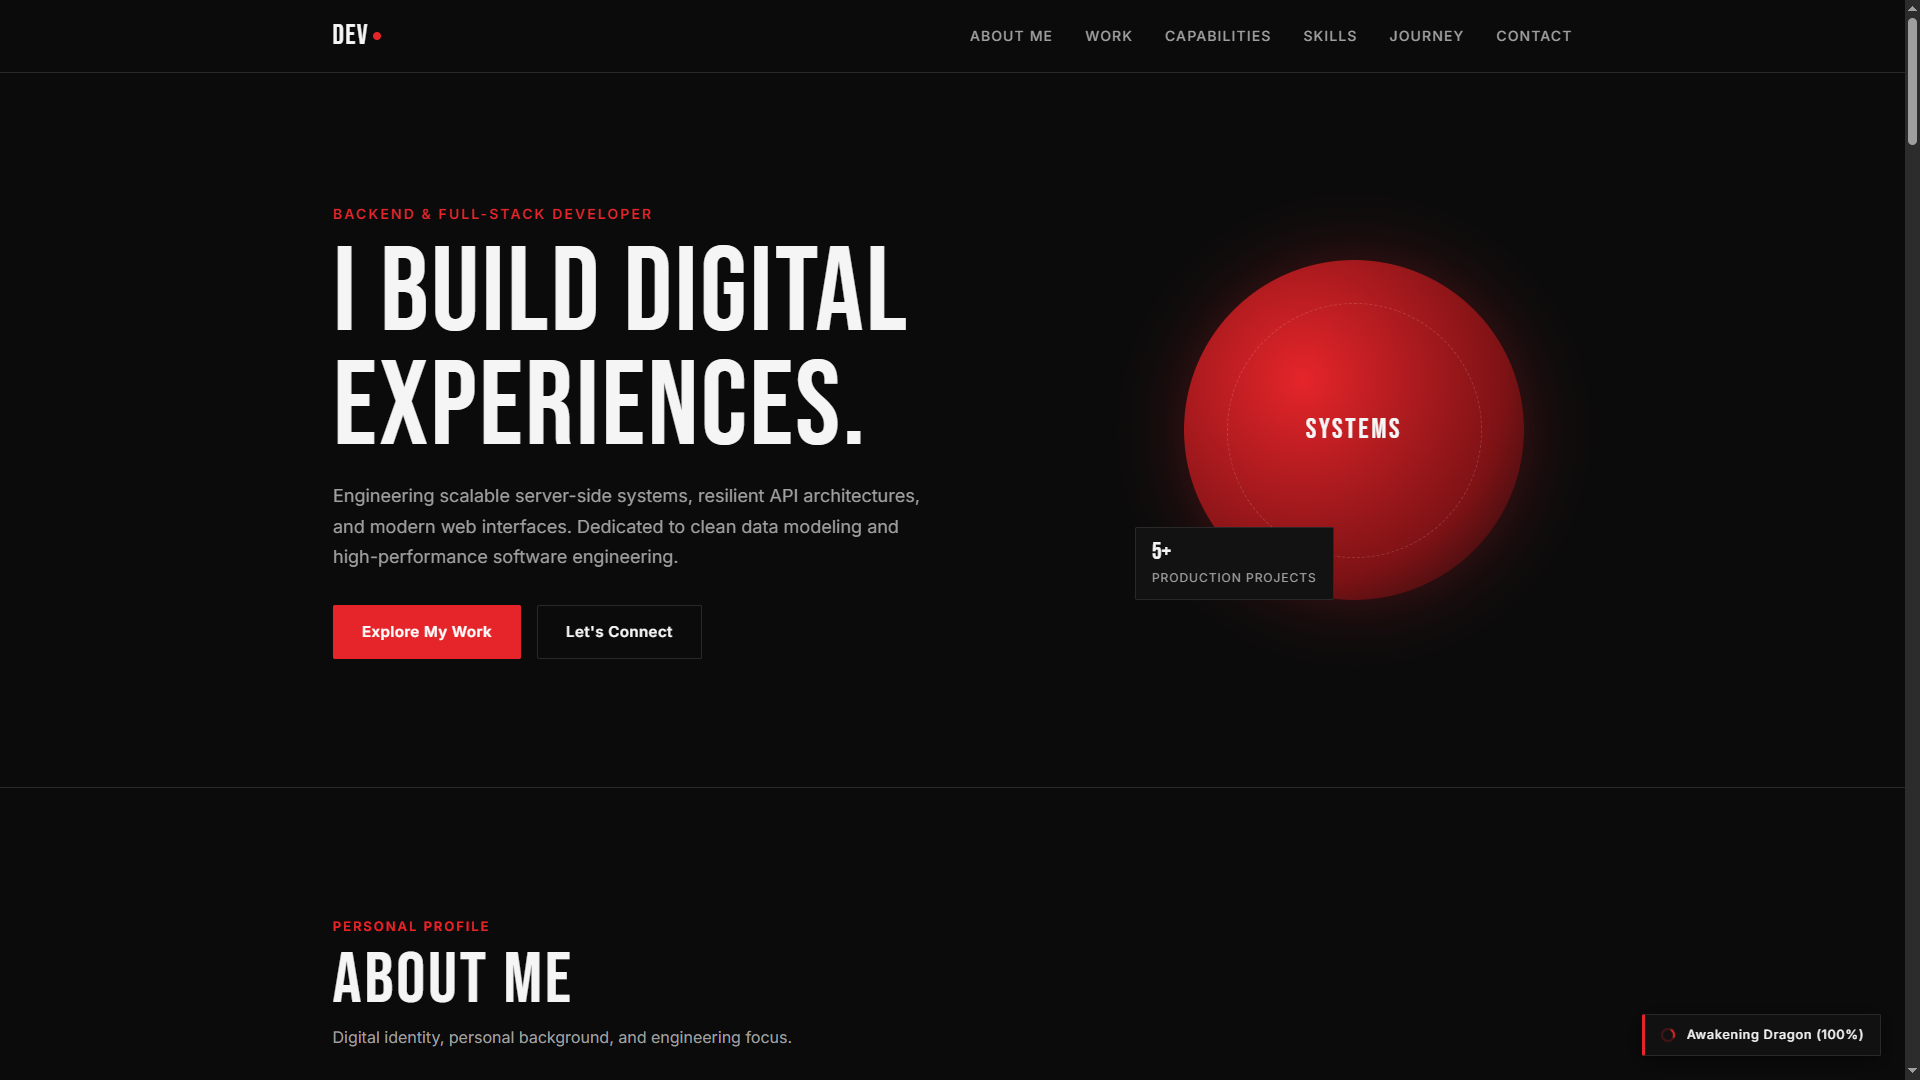 DEV
ABOUT ME
WORK
CAPABILITIES
SKILLS
JOURNEY
CONTACT
BACKEND & FULL-STACK DEVELOPER
I BUILD DIGITAL
EXPERIENCES.
Engineering scalable server-side systems, resilient API architectures,
and modern web interfaces. Dedicated to clean data modeling and
high-performance software engineering.
Explore My Work
Let's Connect
SYSTEMS
5+
PRODUCTION PROJECTS
PERSONAL PROFILE
ABOUT ME
Digital identity, personal background, and engineering focus.
Awakening Dragon (100%)